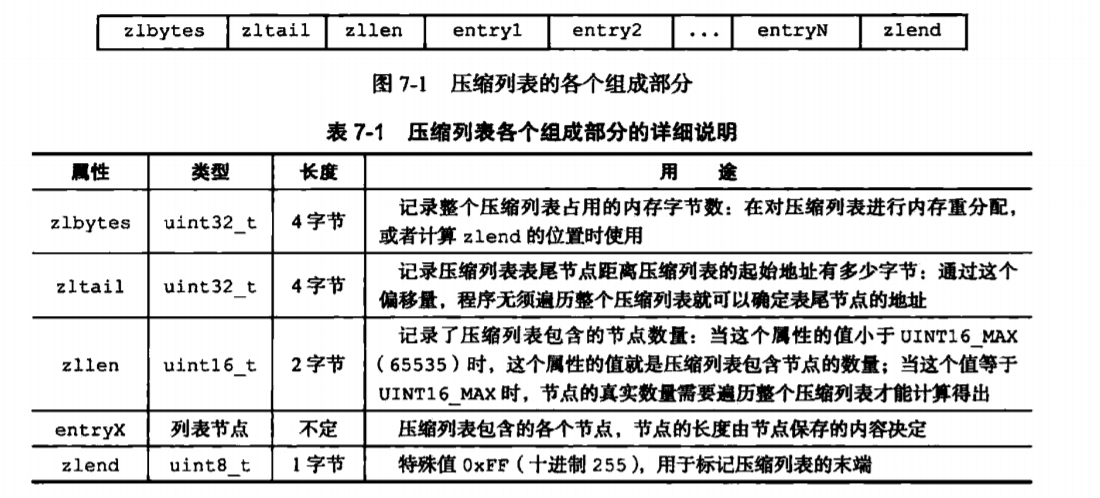 zlbytes zltail zllen entry1 entry2 ... entryN zlend
图 7-1 压缩列表的各个组成部分
表 7-1 压缩列表各个组成部分的详细说明
属性 类型 长度 用 途
zlbytes uint32_t 4 字节 记录整个压缩列表占用的内存字节数：在对压缩列表进行内存重分配，
或者计算 zlend 的位置时使用
zltail uint32_t 4 字节 记录压缩列表表尾节点距离压缩列表的起始地址有多少字节：通过这个
偏移量，程序无须遍历整个压缩列表就可以确定表尾节点的地址
zllen uint16_t 2 字节 记录了压缩列表包含的节点数量：当这个属性的值小于 UINT16_MAX
（65535）时，这个属性的值就是压缩列表包含节点的数量；当这个值等于
UINT16_MAX 时，节点的真实数量需要遍历整个压缩列表才能计算得出
entryX 列表节点 不定 压缩列表包含的各个节点，节点的长度由节点保存的内容决定
zlend uint8_t 1 字节 特殊值 0xFF（十进制 255），用于标记压缩列表的末端